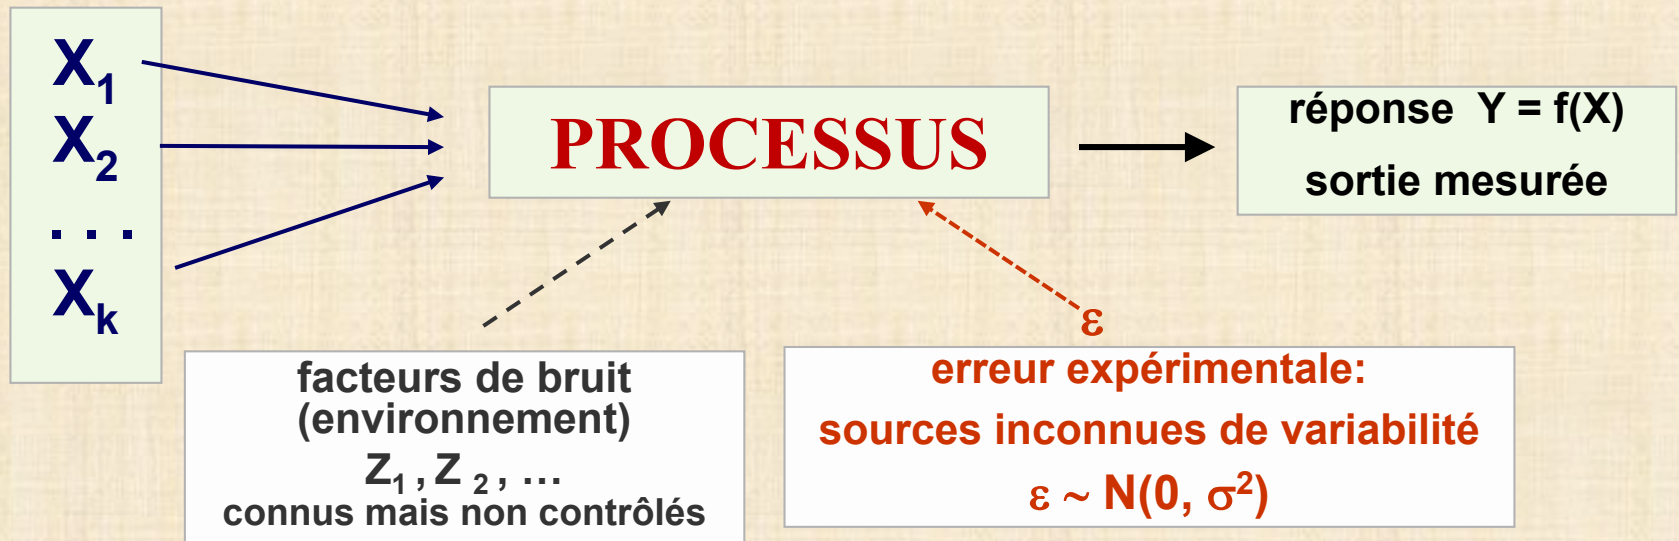 X₁
X₂
. . .
Xₖ
PROCESSUS
réponse Y = f(X)
sortie mesurée
facteurs de bruit
(environnement)
Z₁ , Z ₂ , ...
connus mais non contrôlés
ε
erreur expérimentale:
sources inconnues de variabilité
ε ~ N(0, σ²)